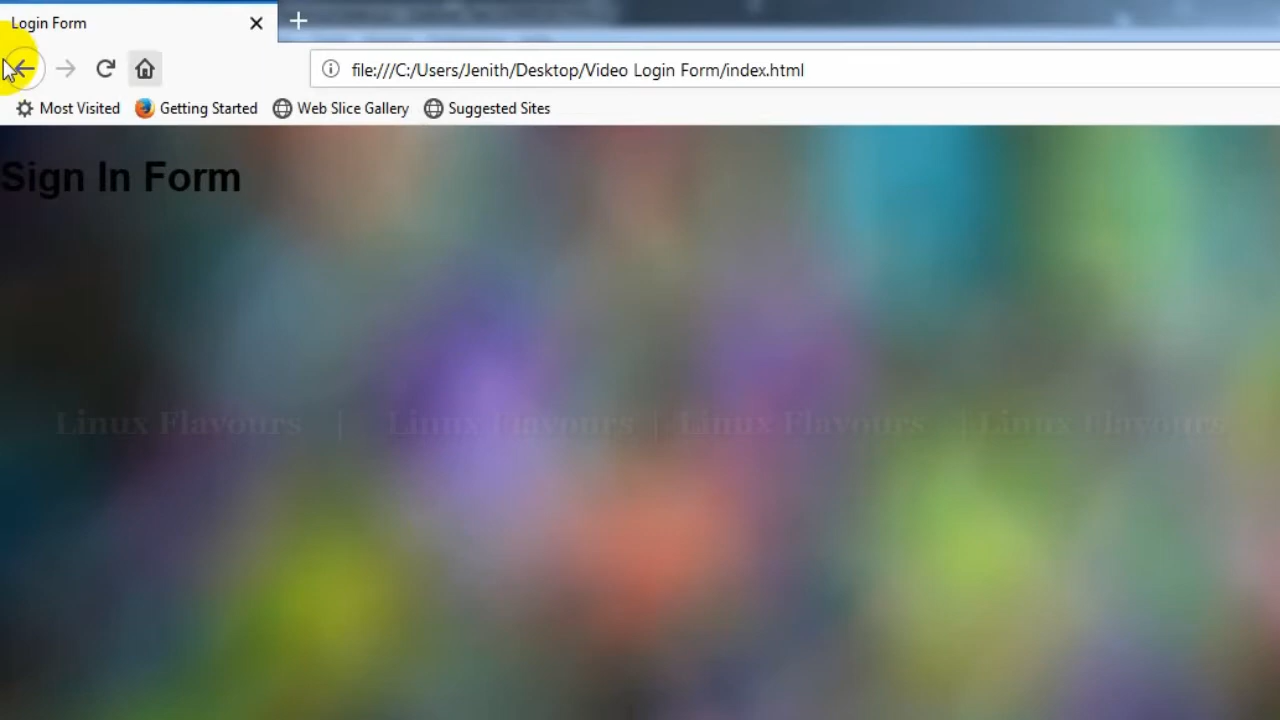 Login Form
file:///C:/Users/Jenith/Desktop/Video Login Form/index.html
Most Visited Getting Started Web Slice Gallery Suggested Sites
Sign In Form
Linux Flavours | Linux Flavours | Linux Flavours | Linux Flavours